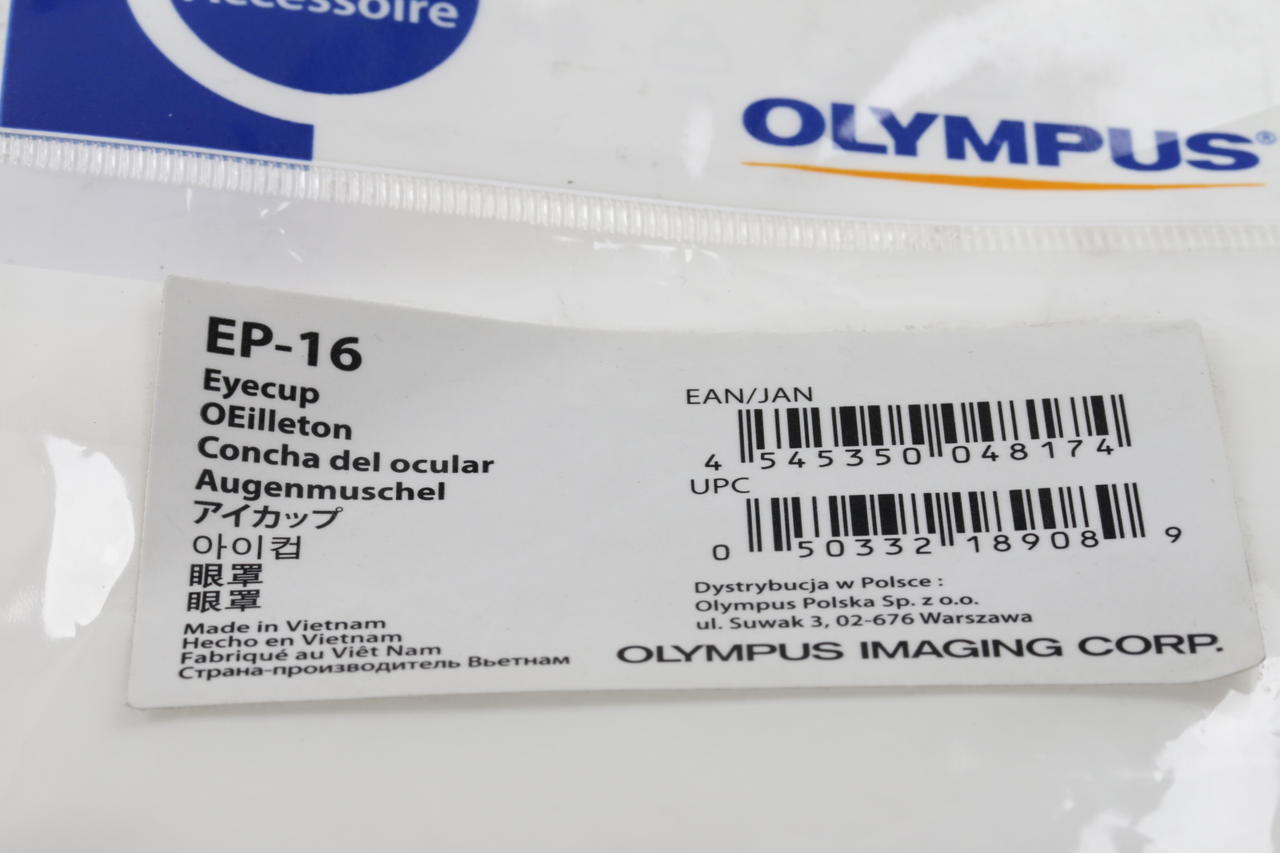 Accessoire
OLYMPUS®
EP-16
Eyecup
OEilleton
Concha del ocular
Augenmuschel
アイカップ
아이컵
眼罩
眼罩
Made in Vietnam
Hecho en Vietnam
Fabriqué au Viêt Nam
Страна-производитель Вьетнам
EAN/JAN
4 545350 048174
UPC
0 50332 18908 9
Dystrybucja w Polsce :
Olympus Polska Sp. z o.o.
ul. Suwak 3, 02-676 Warszawa
OLYMPUS IMAGING CORP.